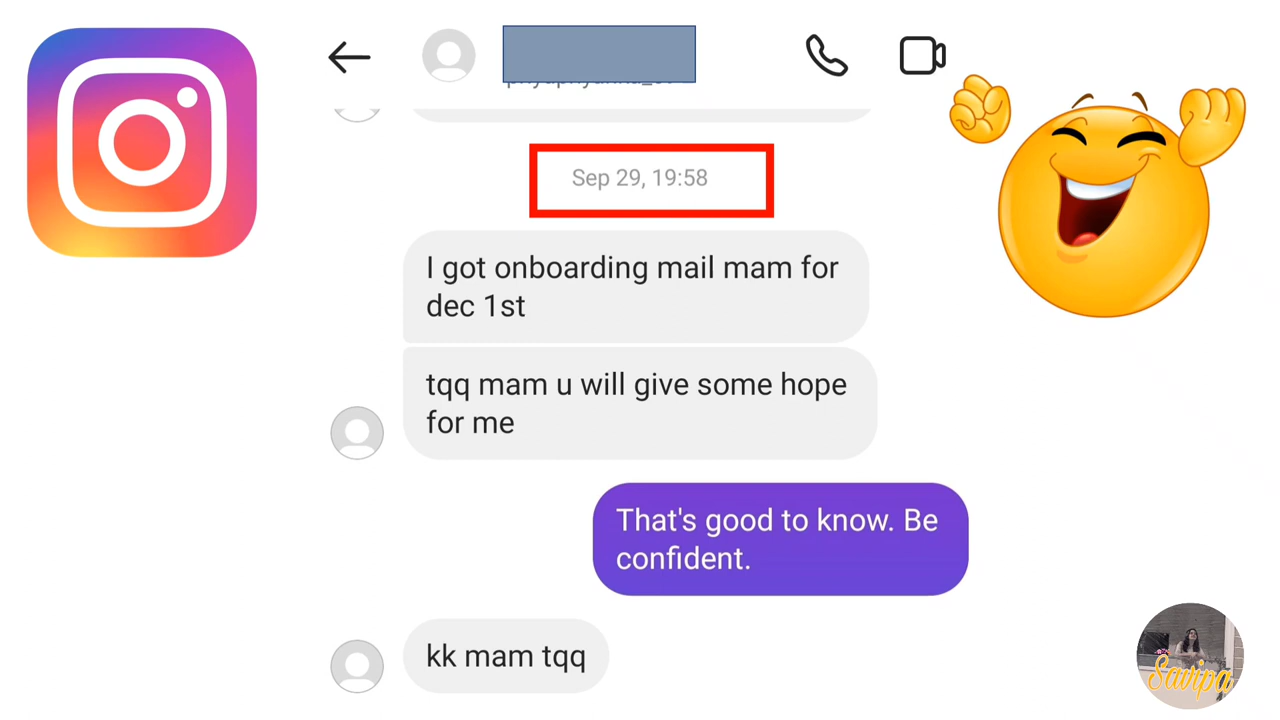 Sep 29, 19:58
I got onboarding mail mam for
dec 1st
tqq mam u will give some hope
for me
That's good to know. Be
confident.
kk mam tqq
Savipa